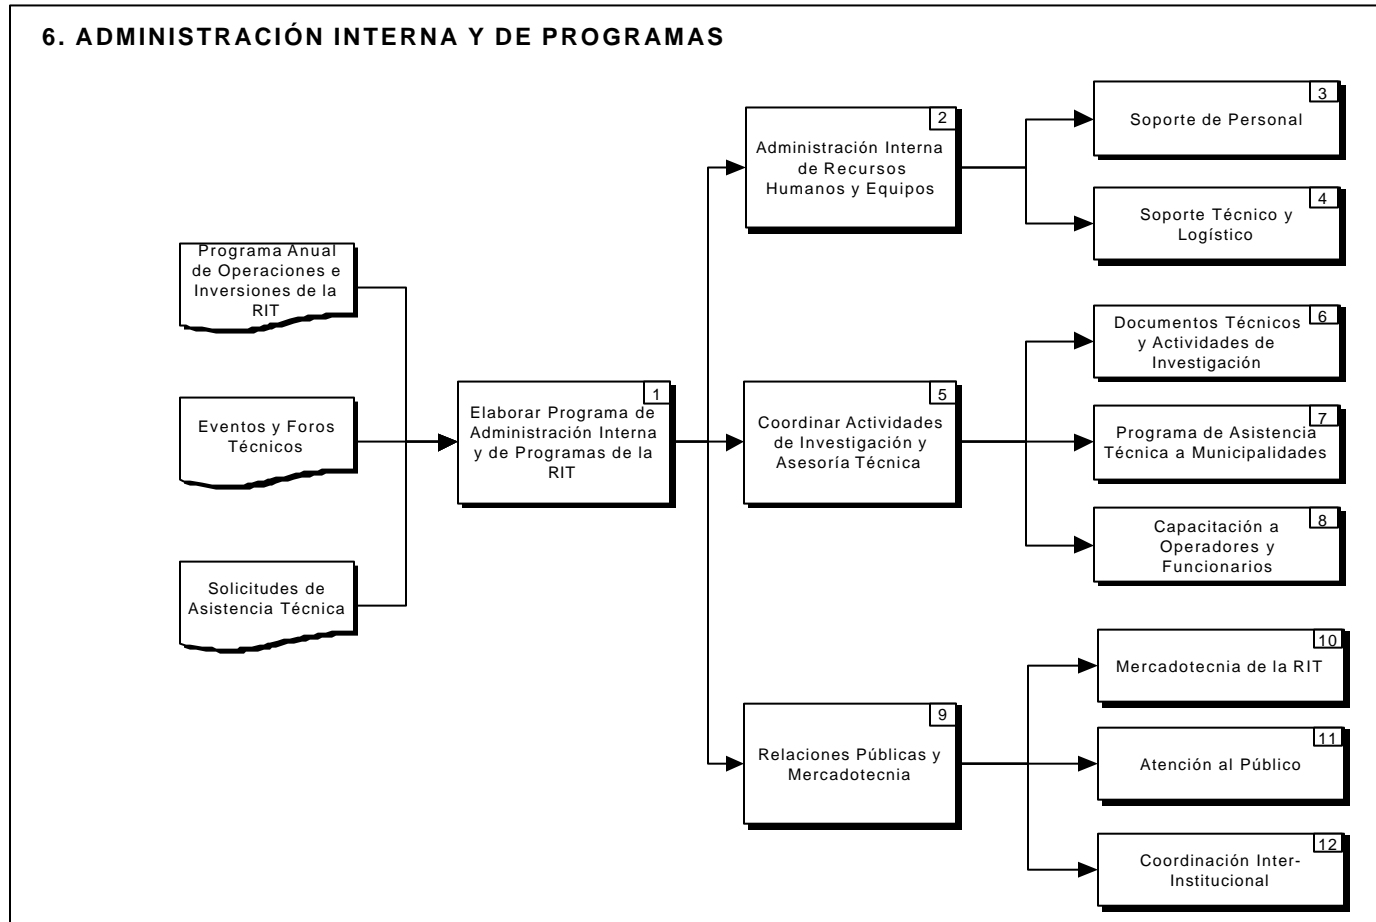 6. ADMINISTRACIÓN INTERNA Y DE PROGRAMAS
Programa Anual
de Operaciones e
Inversiones de la
RIT
Eventos y Foros
Técnicos
Solicitudes de
Asistencia Técnica
1
Elaborar Programa de
Administración Interna
y de Programas de la
RIT
2
Administración Interna
de Recursos
Humanos y Equipos
3
Soporte de Personal
4
Soporte Técnico y
Logístico
5
Coordinar Actividades
de Investigación y
Asesoría Técnica
6
Documentos Técnicos
y Actividades de
Investigación
7
Programa de Asistencia
Técnica a Municipalidades
8
Capacitación a
Operadores y
Funcionarios
9
Relaciones Públicas y
Mercadotecnia
10
Mercadotecnia de la RIT
11
Atención al Público
12
Coordinación Inter-
Institucional